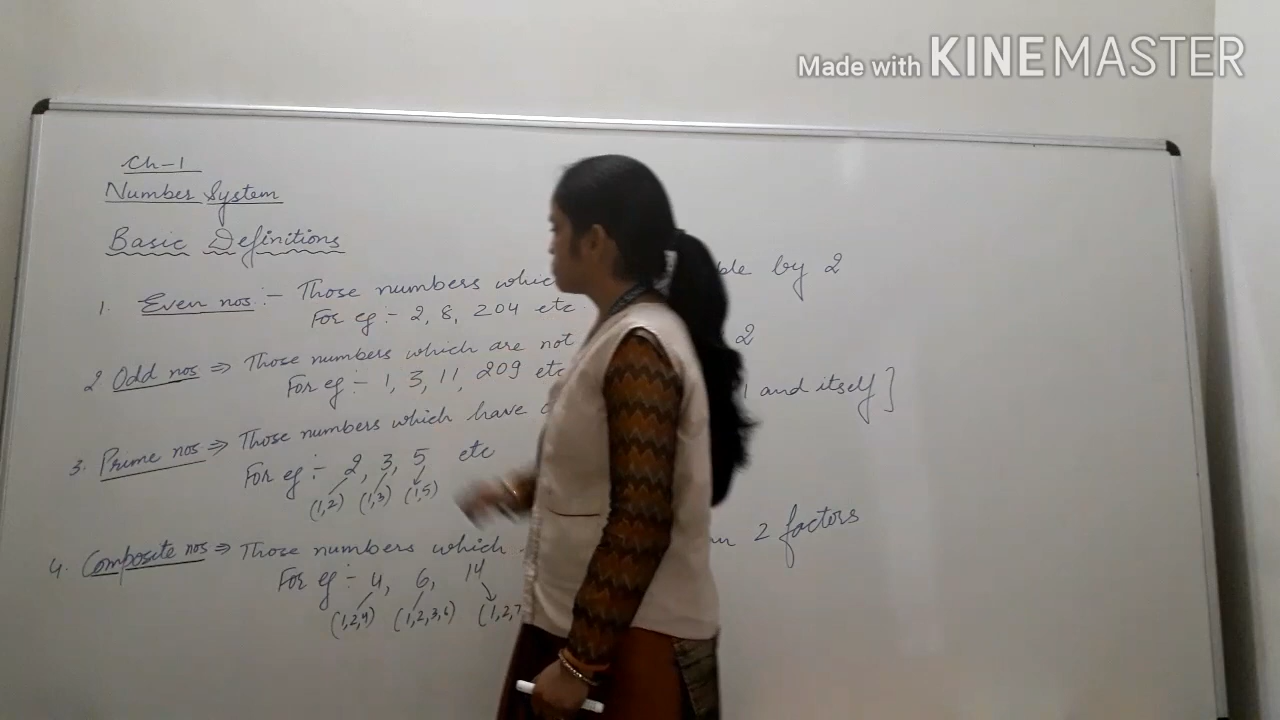 Made with KINEMASTER
Ch-1
Number System
Basic Definitions
1. Even nos :- Those numbers which by 2
For eg :- 2, 8, 204 etc.
2 Odd nos ⇒ Those numbers which are not 2
For eg :- 1, 3, 11, 209 etc
3. Prime nos ⇒ Those numbers which have 1 and itself]
For eg :- 2, 3, 5 etc
(1,2) (1,3) (1,5)
4. Composite nos ⇒ Those numbers which 2 factors
For eg :- 4, 6, 14
(1,2,4) (1,2,3,6) (1,2,7